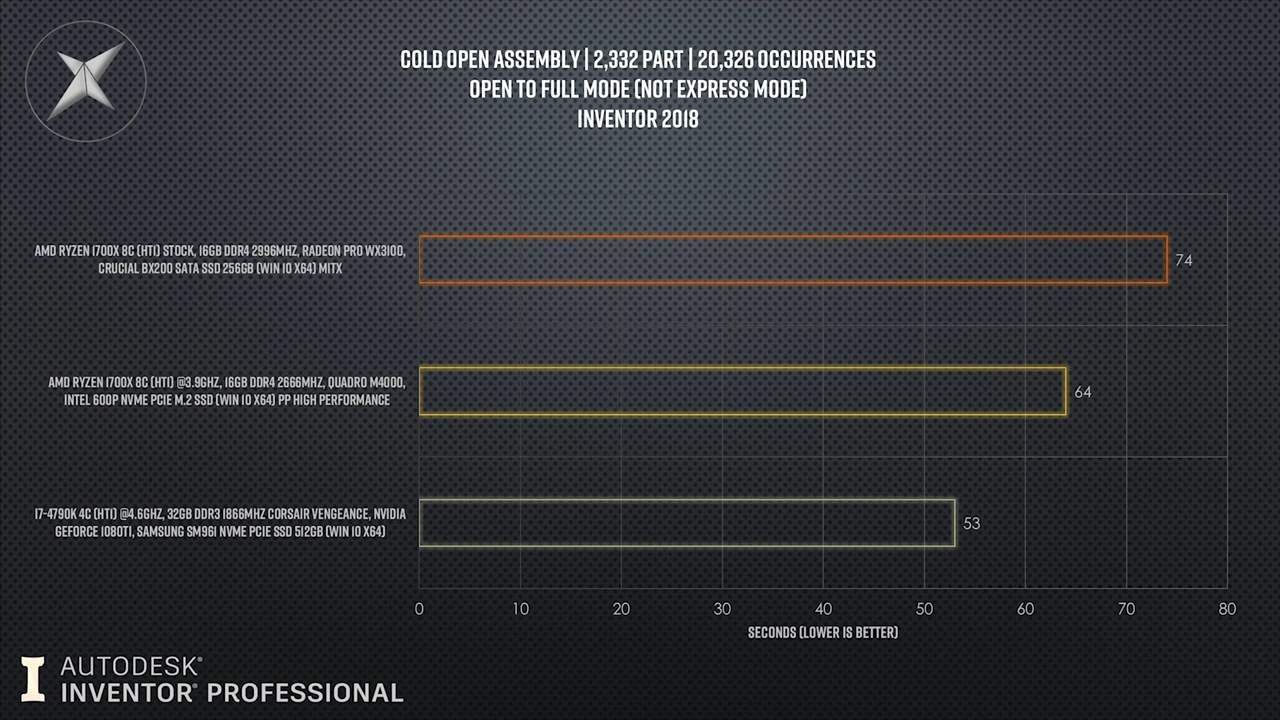 COLD OPEN ASSEMBLY | 2,332 PART | 20,326 OCCURRENCES
OPEN TO FULL MODE (NOT EXPRESS MODE)
INVENTOR 2018
AMD RYZEN 1700X 8C (HT1) STOCK, 16GB DDR4 2996MHZ, RADEON PRO WX3100,
CRUCIAL BX200 SATA SSD 256GB (WIN 10 X64) MITX
74
AMD RYZEN 1700X 8C (HT1) @3.9GHZ, 16GB DDR4 2666MHZ, QUADRO M4000,
INTEL 600P NVME PCIE M.2 SSD (WIN 10 X64) PP HIGH PERFORMANCE
64
I7-4790K 4C (HT1) @4.6GHZ, 32GB DDR3 1866MHZ CORSAIR VENGEANCE, NVIDIA
GEFORCE 1080TI, SAMSUNG SM961 NVME PCIE SSD 512GB (WIN 10 X64)
53
0 10 20 30 40 50 60 70 80
SECONDS (LOWER IS BETTER)
AUTODESK®
INVENTOR® PROFESSIONAL